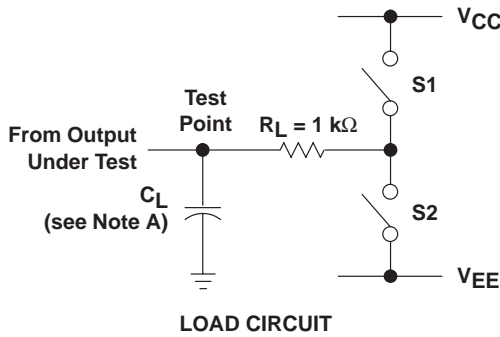 VCC
S1
Test
Point
RL = 1 kΩ
From Output
Under Test
CL
(see Note A)
S2
VEE
LOAD CIRCUIT